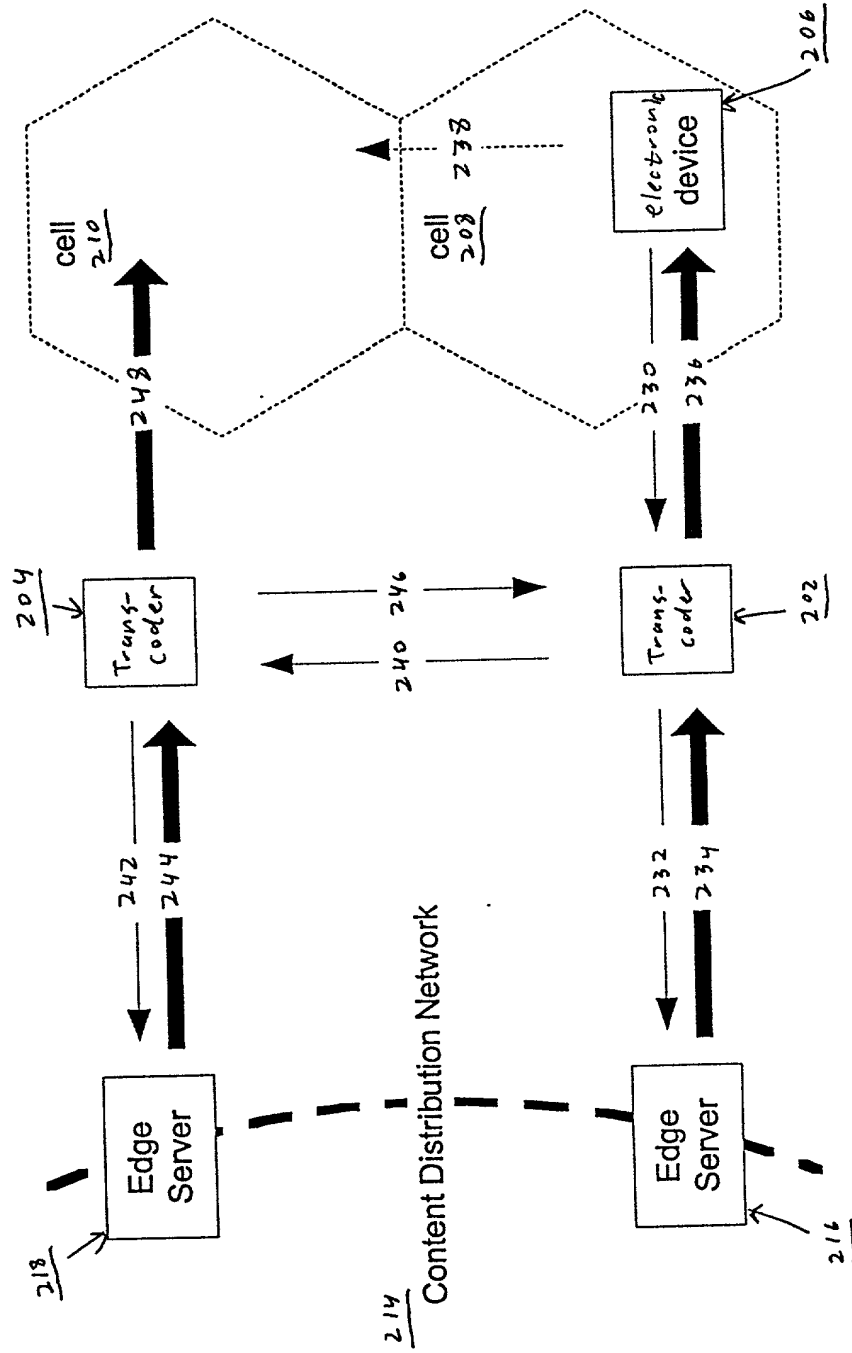 218
204
cell
210
Edge
Server
242
244
Trans-
coder
248
214
Content Distribution Network
240
246
cell
208
238
Edge
Server
232
234
Trans-
coder
230
236
electronic
device
216
202
206